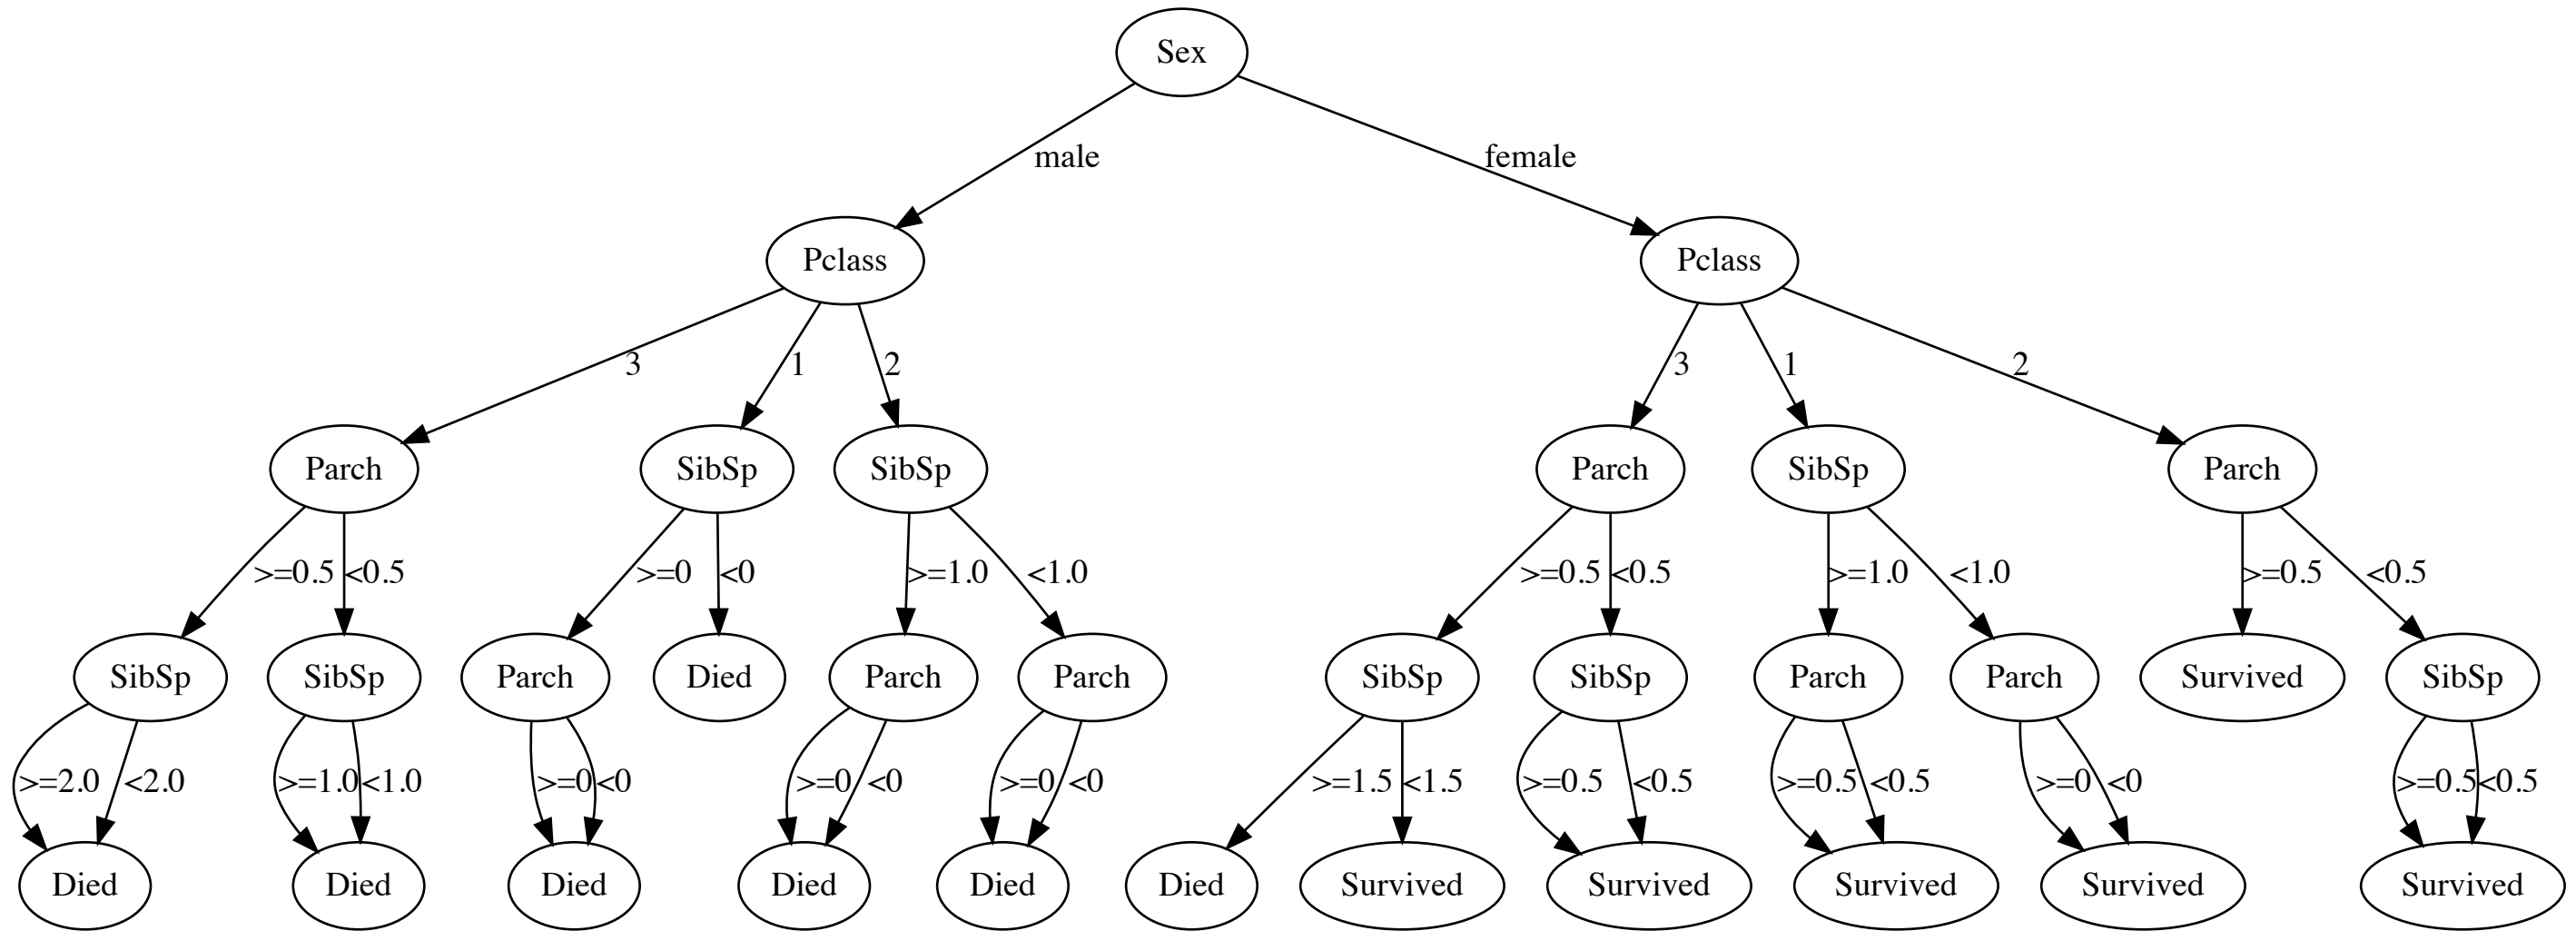 Sex
male female
Pclass Pclass
3 1 2 3 1 2
Parch SibSp SibSp Parch SibSp Parch
>=0.5 <0.5 >=0 <0 >=1.0 <1.0 >=0.5 <0.5 >=1.0 <1.0 >=0.5 <0.5
SibSp SibSp Parch Died Parch Parch SibSp SibSp Parch Parch Survived SibSp
>=2.0 <2.0 >=1.0 <1.0 >=0 <0 >=0 <0 >=0 <0 >=1.5 <1.5 >=0.5 <0.5 >=0.5 <0.5 >=0 <0 >=0.5 <0.5
Died Died Died Died Died Died Survived Survived Survived Survived Survived